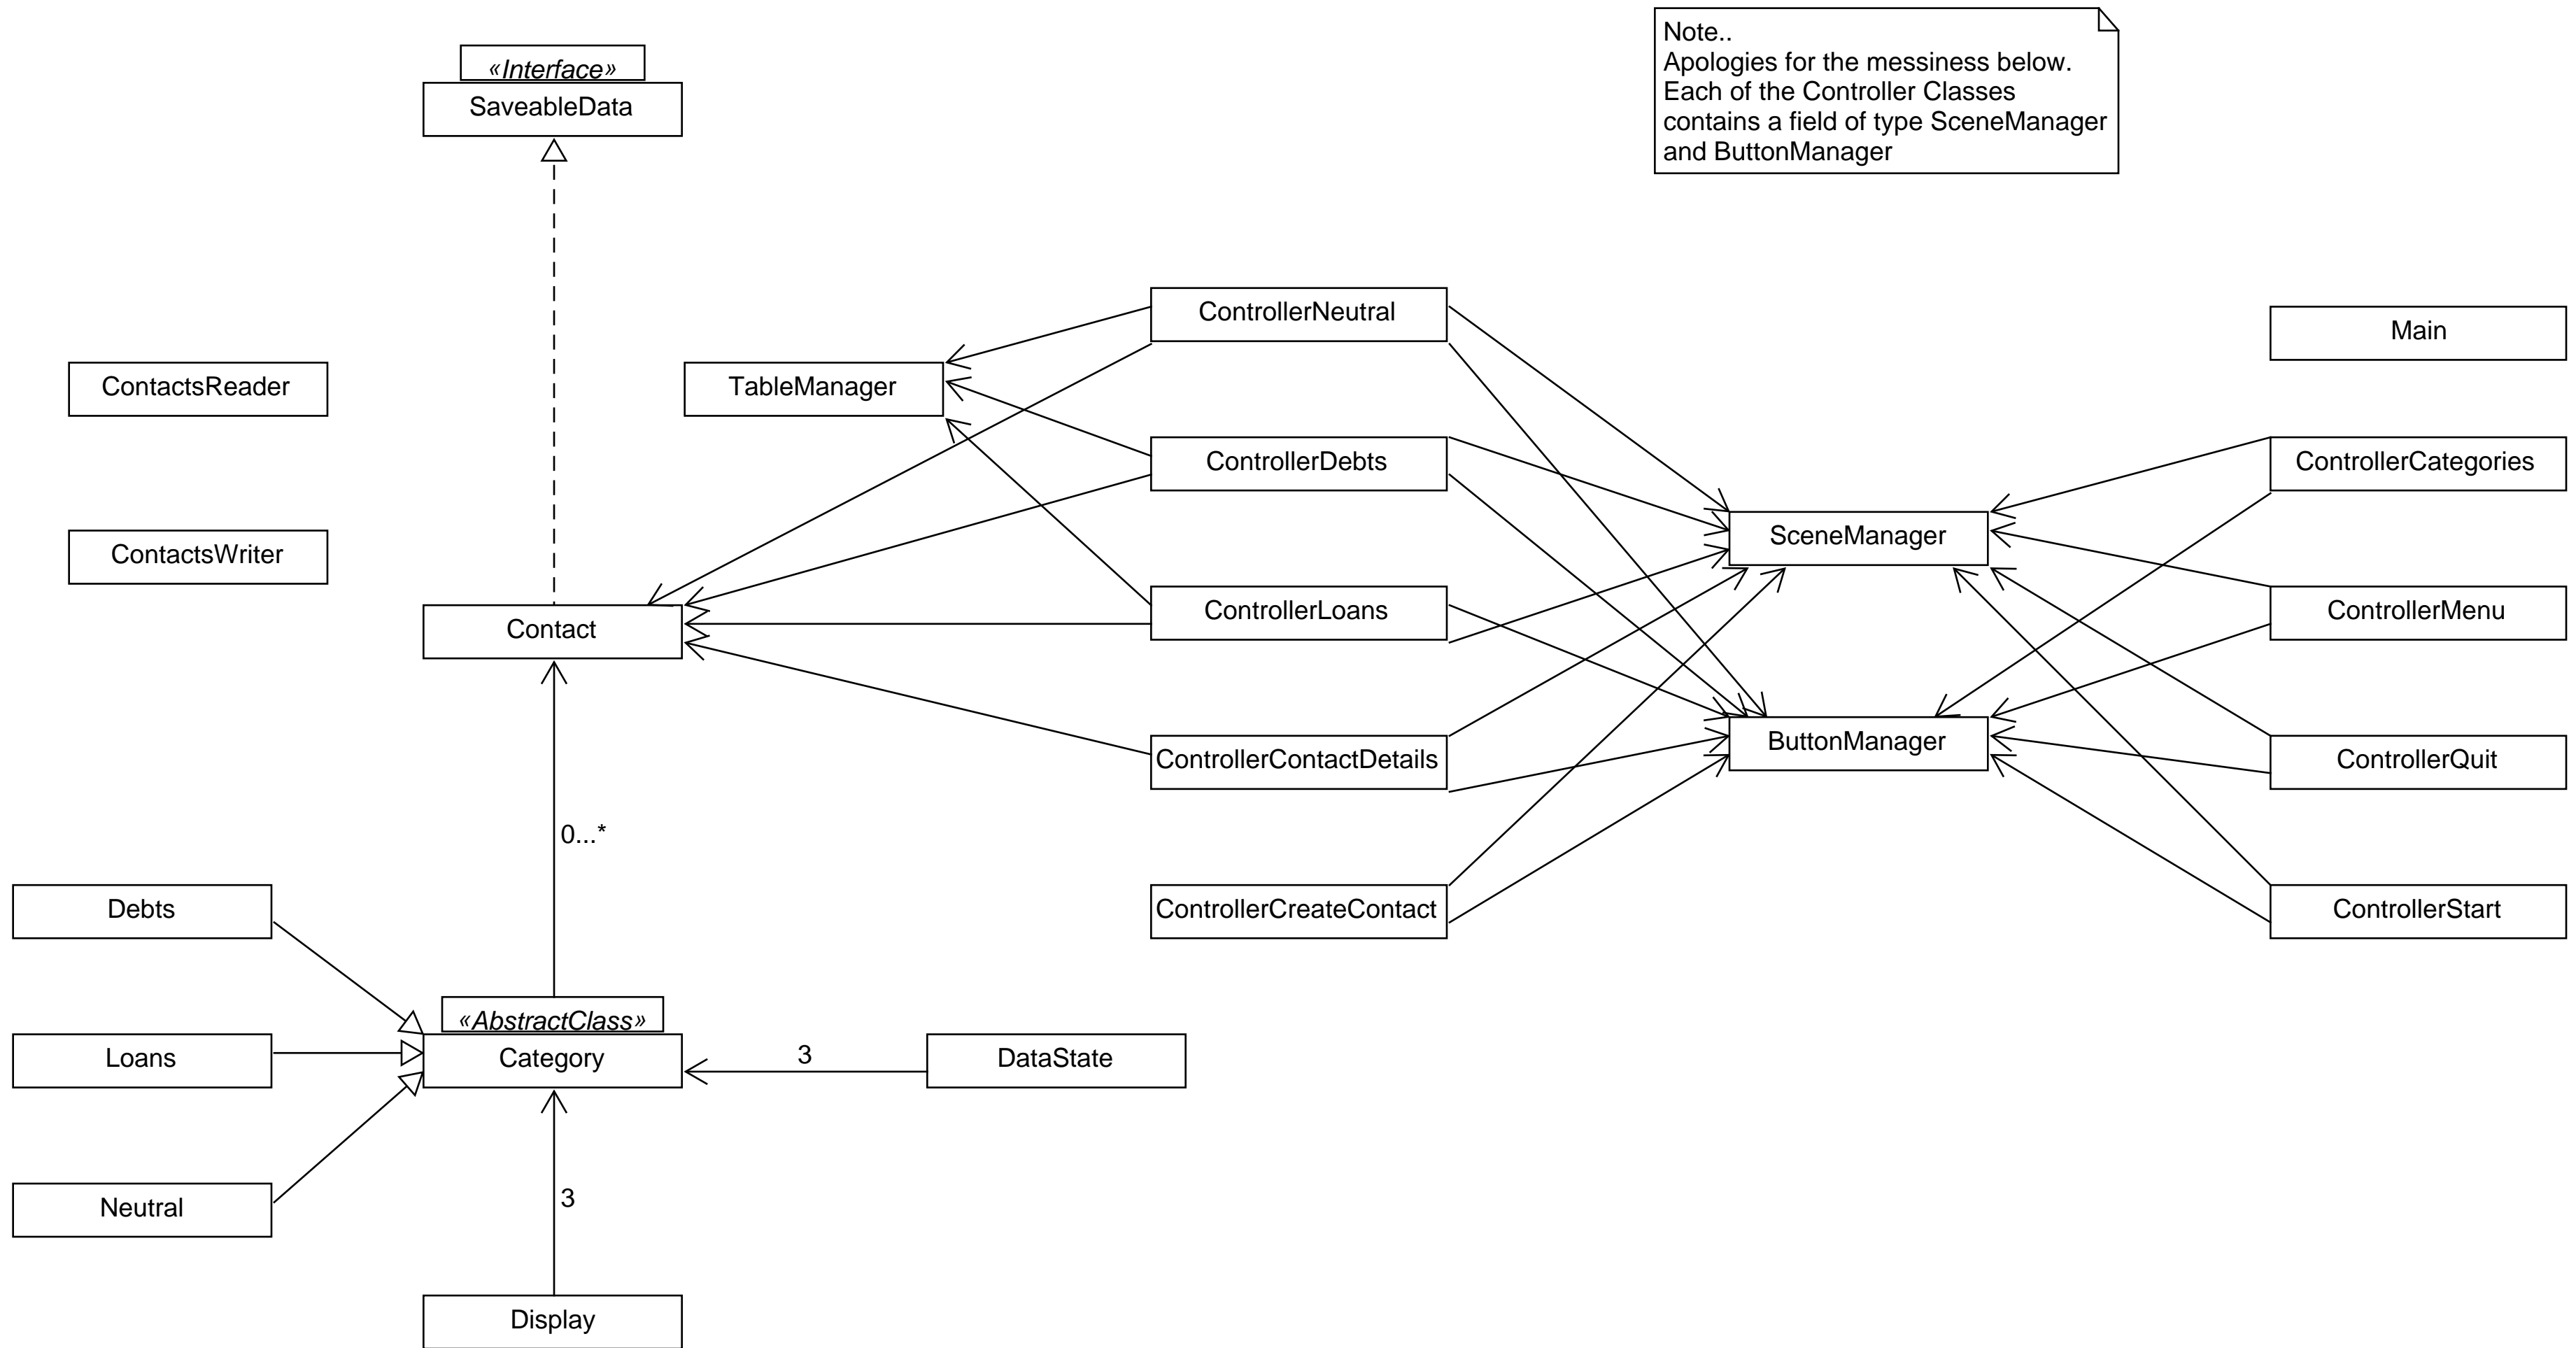 Note..
Apologies for the messiness below.
Each of the Controller Classes
contains a field of type SceneManager
and ButtonManager
«Interface»
SaveableData
ControllerNeutral
Main
ContactsReader
TableManager
ControllerDebts
ControllerCategories
SceneManager
ContactsWriter
ControllerLoans
ControllerMenu
Contact
ButtonManager
ControllerContactDetails
ControllerQuit
0...*
Debts
ControllerCreateContact
ControllerStart
«AbstractClass»
Loans
Category
3
DataState
Neutral
3
Display